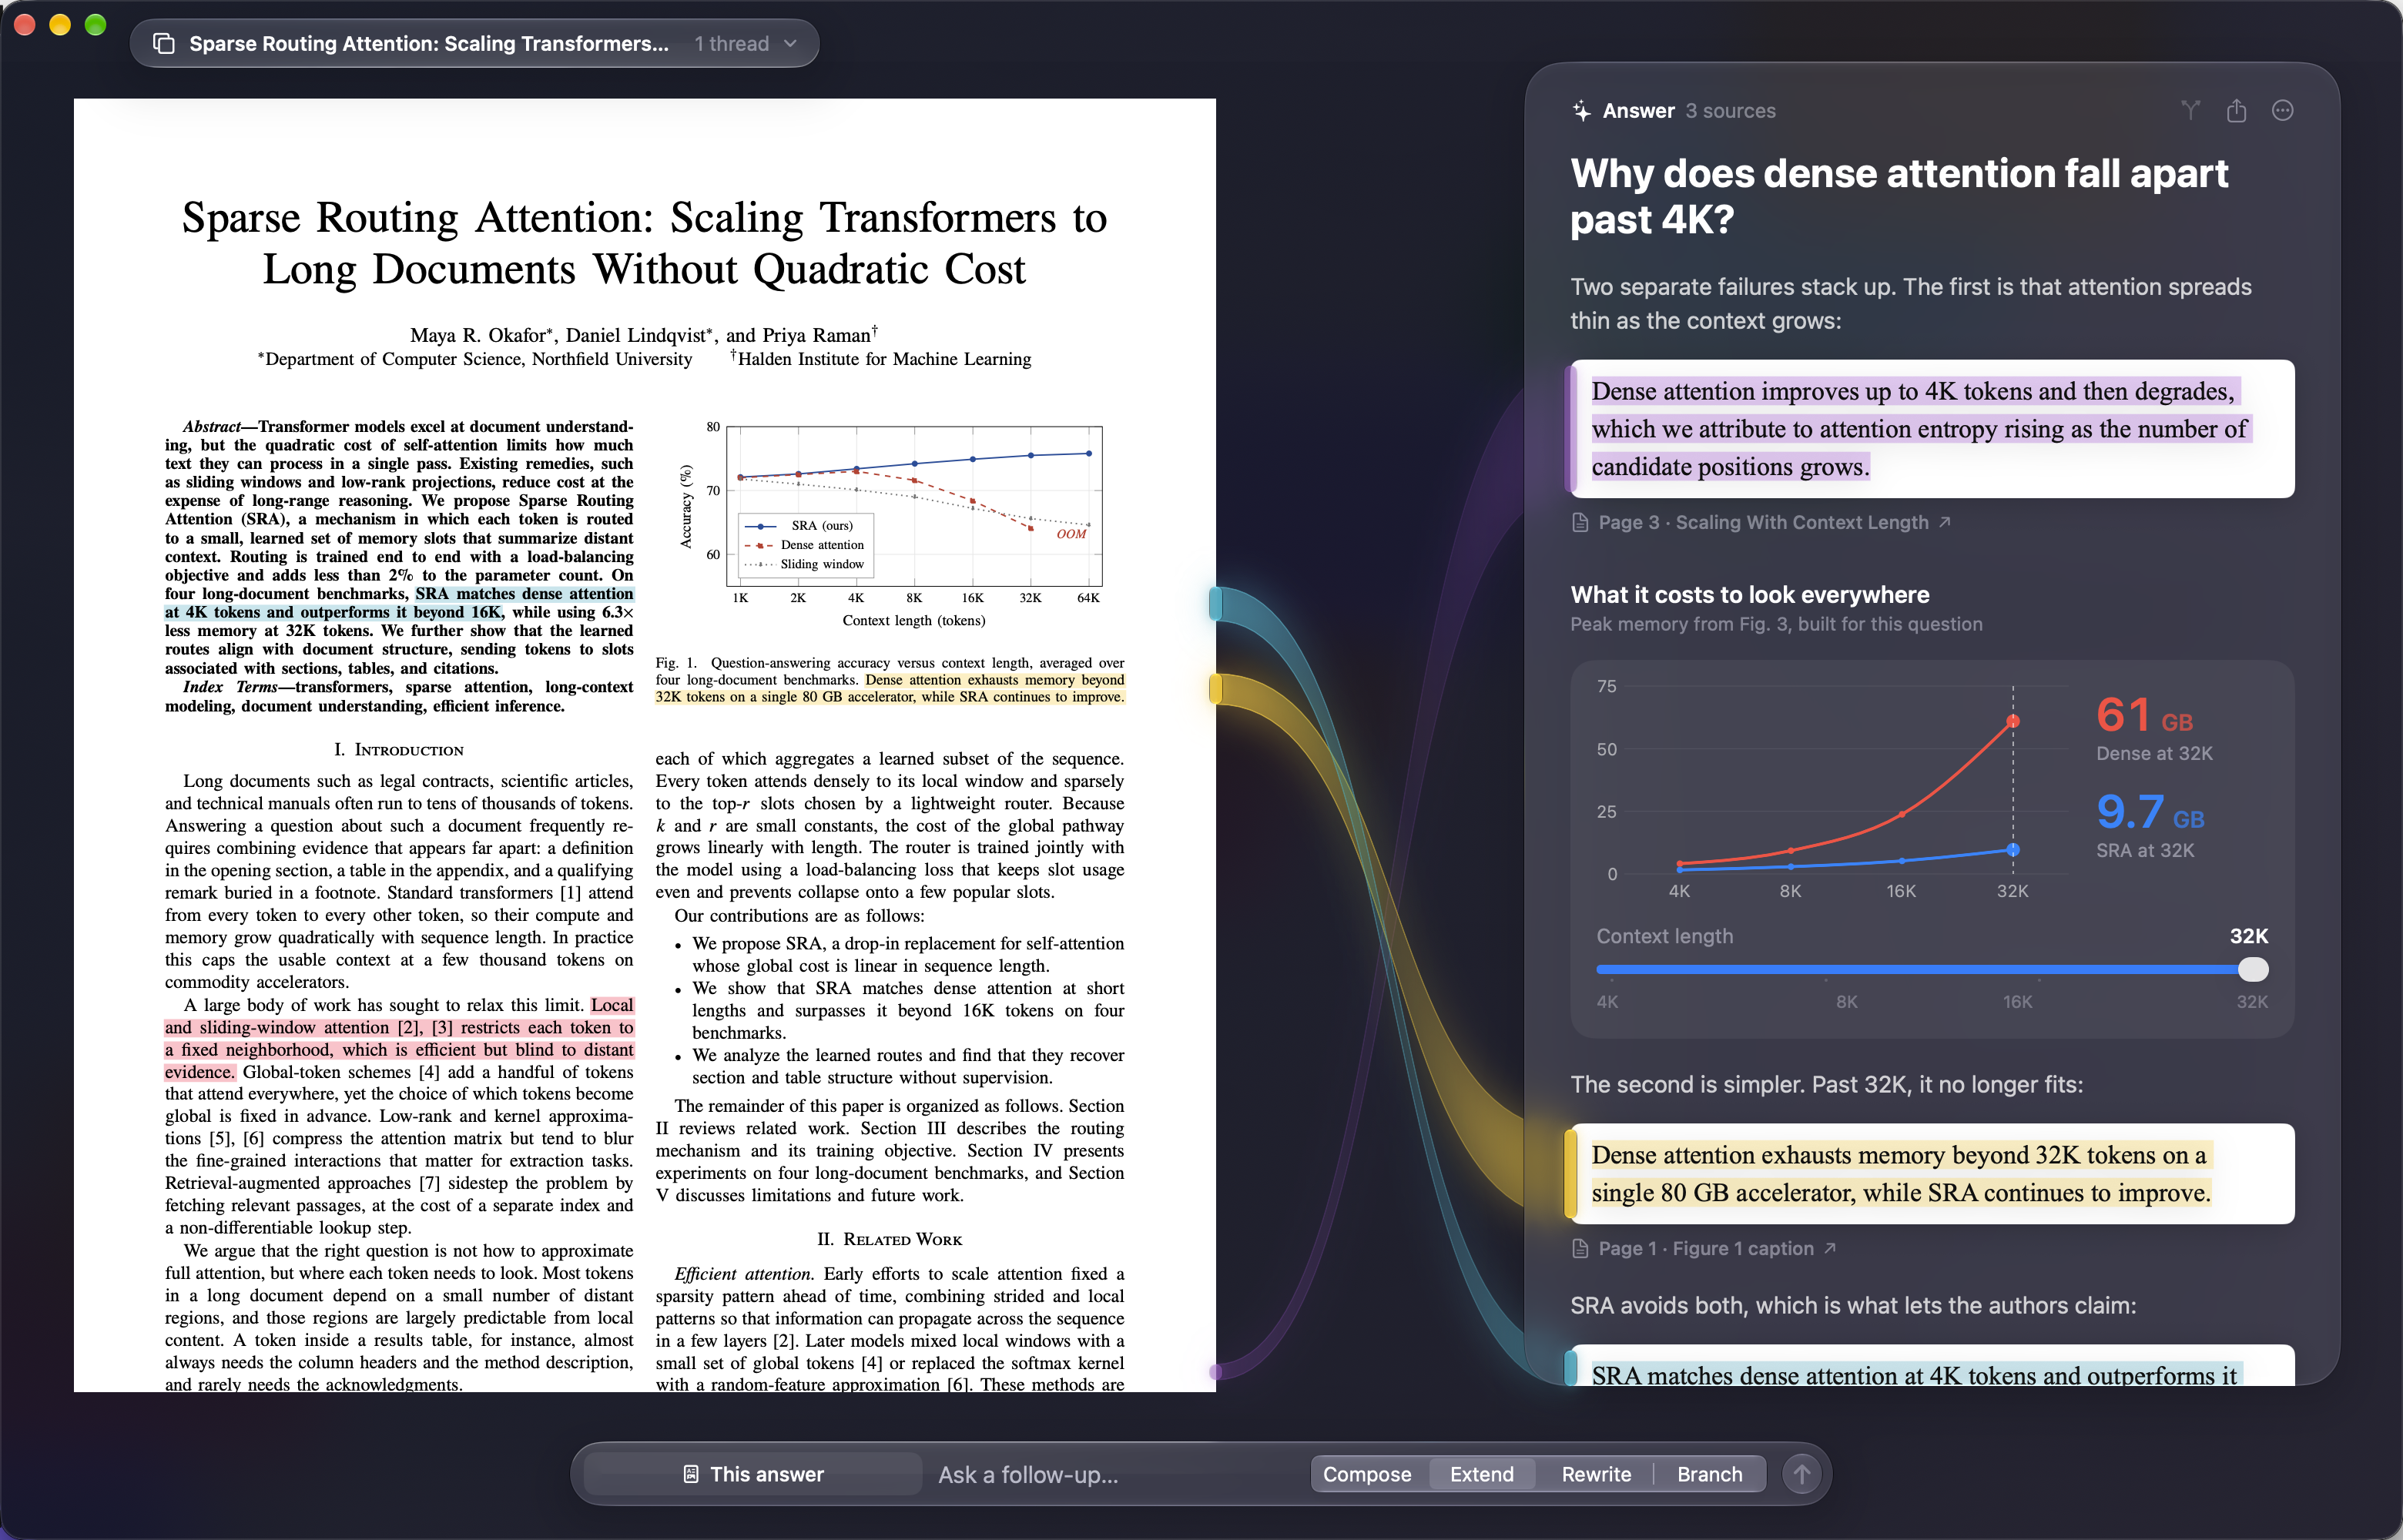 Sparse Routing Attention: Scaling Transformers... 1 thread
Sparse Routing Attention: Scaling Transformers to
Long Documents Without Quadratic Cost
Maya R. Okafor*, Daniel Lindqvist*, and Priya Raman†
*Department of Computer Science, Northfield University †Halden Institute for Machine Learning
Abstract—Transformer models excel at document understand-
ing, but the quadratic cost of self-attention limits how much
text they can process in a single pass. Existing remedies, such
as sliding windows and low-rank projections, reduce cost at the
expense of long-range reasoning. We propose Sparse Routing
Attention (SRA), a mechanism in which each token is routed
to a small, learned set of memory slots that summarize distant
context. Routing is trained end to end with a load-balancing
objective and adds less than 2% to the parameter count. On
four long-document benchmarks, SRA matches dense attention
at 4K tokens and outperforms it beyond 16K, while using 6.3×
less memory at 32K tokens. We further show that the learned
routes align with document structure, sending tokens to slots
associated with sections, tables, and citations.
Index Terms—transformers, sparse attention, long-context
modeling, document understanding, efficient inference.
I. Introduction
Long documents such as legal contracts, scientific articles,
and technical manuals often run to tens of thousands of tokens.
Answering a question about such a document frequently re-
quires combining evidence that appears far apart: a definition
in the opening section, a table in the appendix, and a qualifying
remark buried in a footnote. Standard transformers [1] attend
from every token to every other token, so their compute and
memory grow quadratically with sequence length. In practice
this caps the usable context at a few thousand tokens on
commodity accelerators.
A large body of work has sought to relax this limit. Local
and sliding-window attention [2], [3] restricts each token to
a fixed neighborhood, which is efficient but blind to distant
evidence. Global-token schemes [4] add a handful of tokens
that attend everywhere, yet the choice of which tokens become
global is fixed in advance. Low-rank and kernel approxima-
tions [5], [6] compress the attention matrix but tend to blur
the fine-grained interactions that matter for extraction tasks.
Retrieval-augmented approaches [7] sidestep the problem by
fetching relevant passages, at the cost of a separate index and
a non-differentiable lookup step.
We argue that the right question is not how to approximate
full attention, but where each token needs to look. Most tokens
in a long document depend on a small number of distant
regions, and those regions are largely predictable from local
content. A token inside a results table, for instance, almost
always needs the column headers and the method description,
and rarely needs the acknowledgments.
80
70
60
Accuracy (%)
SRA (ours)
Dense attention
Sliding window
OOM
1K 2K 4K 8K 16K 32K 64K
Context length (tokens)
Fig. 1. Question-answering accuracy versus context length, averaged over
four long-document benchmarks. Dense attention exhausts memory beyond
32K tokens on a single 80 GB accelerator, while SRA continues to improve.
each of which aggregates a learned subset of the sequence.
Every token attends densely to its local window and sparsely
to the top-r slots chosen by a lightweight router. Because
k and r are small constants, the cost of the global pathway
grows linearly with length. The router is trained jointly with
the model using a load-balancing loss that keeps slot usage
even and prevents collapse onto a few popular slots.
Our contributions are as follows:
• We propose SRA, a drop-in replacement for self-attention
whose global cost is linear in sequence length.
• We show that SRA matches dense attention at short
lengths and surpasses it beyond 16K tokens on four
benchmarks.
• We analyze the learned routes and find that they recover
section and table structure without supervision.
The remainder of this paper is organized as follows. Section
II reviews related work. Section III describes the routing
mechanism and its training objective. Section IV presents
experiments on four long-document benchmarks, and Section
V discusses limitations and future work.
II. Related Work
Efficient attention. Early efforts to scale attention fixed a
sparsity pattern ahead of time, combining strided and local
patterns so that information can propagate across the sequence
in a few layers [2]. Later models mixed local windows with a
small set of global tokens [4] or replaced the softmax kernel
with a random-feature approximation [6]. These methods are
Answer 3 sources
Why does dense attention fall apart
past 4K?
Two separate failures stack up. The first is that attention spreads
thin as the context grows:
Dense attention improves up to 4K tokens and then degrades,
which we attribute to attention entropy rising as the number of
candidate positions grows.
Page 3 · Scaling With Context Length ↗
What it costs to look everywhere
Peak memory from Fig. 3, built for this question
75
50
25
0
4K 8K 16K 32K
61 GB
Dense at 32K
9.7 GB
SRA at 32K
Context length 32K
4K 8K 16K 32K
The second is simpler. Past 32K, it no longer fits:
Dense attention exhausts memory beyond 32K tokens on a
single 80 GB accelerator, while SRA continues to improve.
Page 1 · Figure 1 caption ↗
SRA avoids both, which is what lets the authors claim:
SRA matches dense attention at 4K tokens and outperforms it
This answer Ask a follow-up... Compose Extend Rewrite Branch